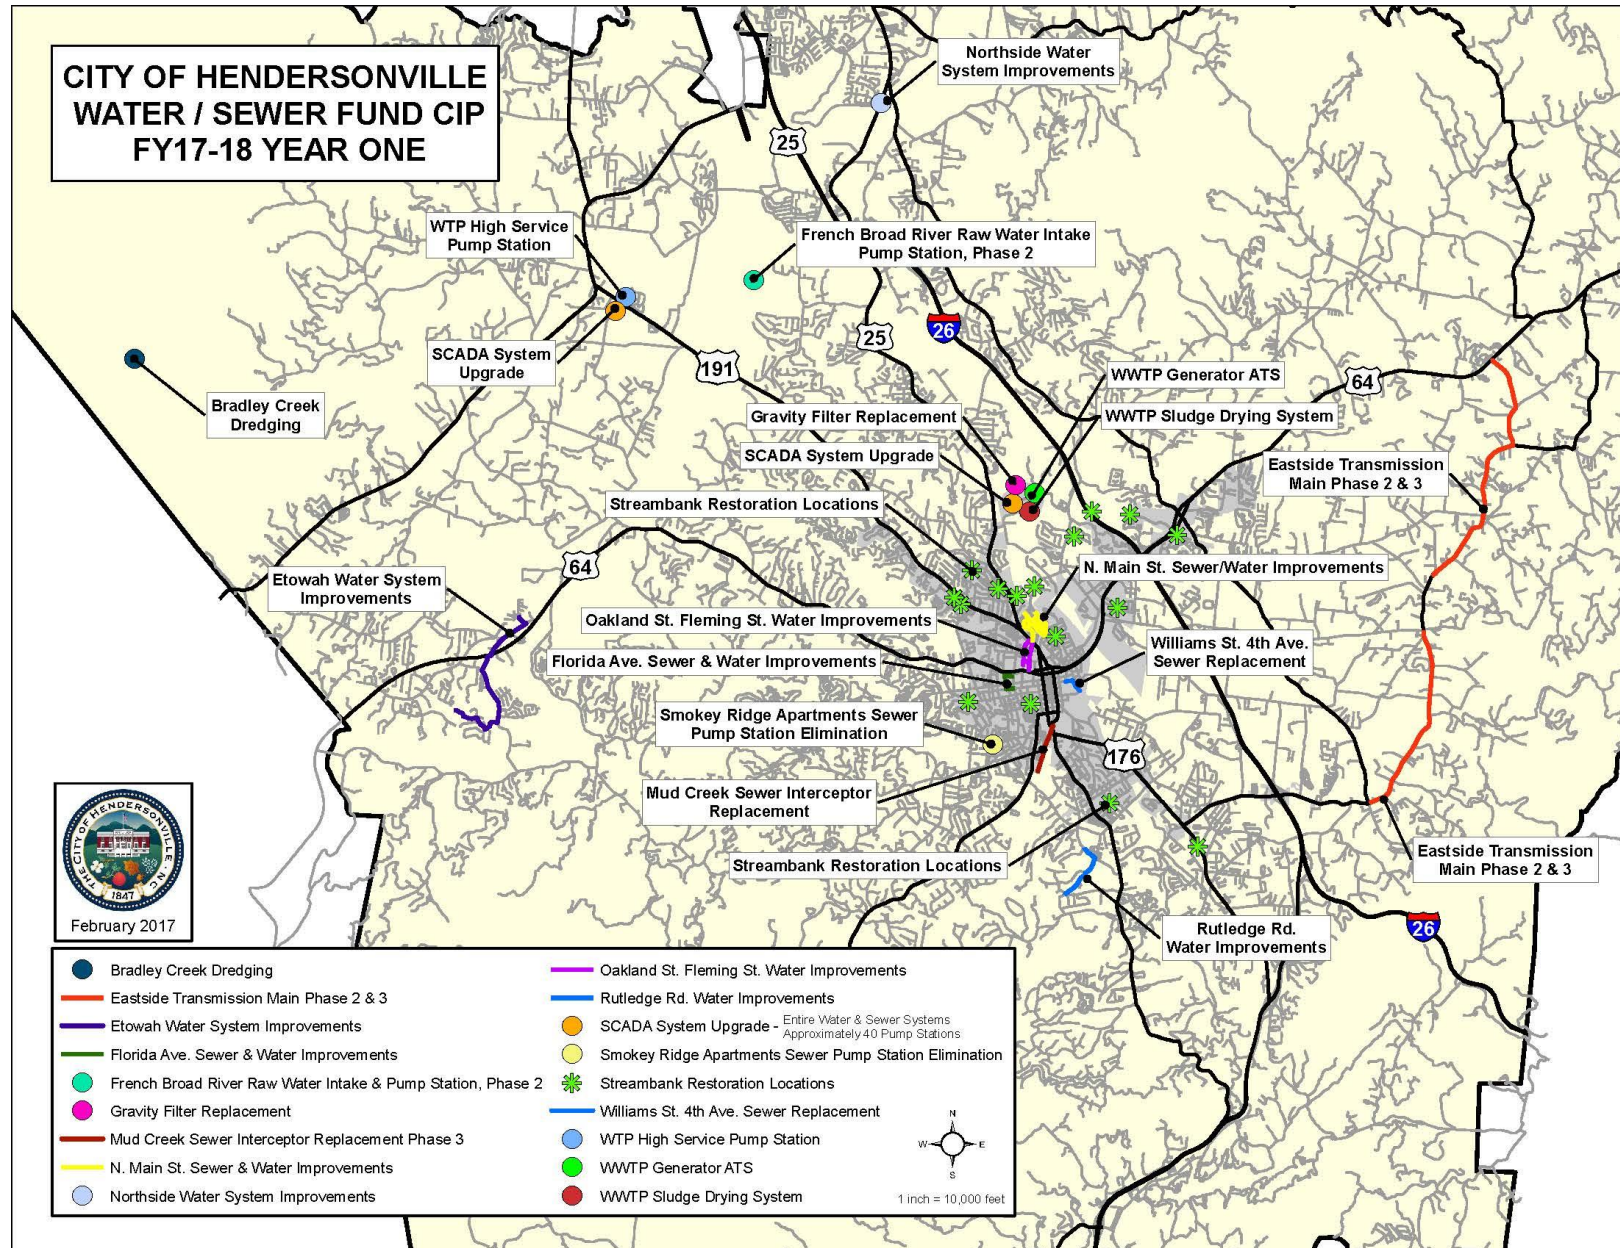 CITY OF HENDERSONVILLE
WATER / SEWER FUND CIP
FY17-18 YEAR ONE
Northside Water
System Improvements
25
WTP High Service
Pump Station
French Broad River Raw Water Intake
Pump Station, Phase 2
26
25
SCADA System
Upgrade
191
64
WWTP Generator ATS
Bradley Creek
Dredging
Gravity Filter Replacement
WWTP Sludge Drying System
SCADA System Upgrade
Eastside Transmission
Main Phase 2 & 3
Streambank Restoration Locations
64
N. Main St. Sewer/Water Improvements
Etowah Water System
Improvements
Oakland St. Fleming St. Water Improvements
Williams St. 4th Ave.
Sewer Replacement
Florida Ave. Sewer & Water Improvements
Smokey Ridge Apartments Sewer
Pump Station Elimination
176
Mud Creek Sewer Interceptor
Replacement
Streambank Restoration Locations
Eastside Transmission
Main Phase 2 & 3
THE CITY OF HENDERSONVILLE, NC
1847
February 2017
26
Rutledge Rd.
Water Improvements
Bradley Creek Dredging
Eastside Transmission Main Phase 2 & 3
Etowah Water System Improvements
Florida Ave. Sewer & Water Improvements
French Broad River Raw Water Intake & Pump Station, Phase 2
Gravity Filter Replacement
Mud Creek Sewer Interceptor Replacement Phase 3
N. Main St. Sewer & Water Improvements
Northside Water System Improvements
Oakland St. Fleming St. Water Improvements
Rutledge Rd. Water Improvements
SCADA System Upgrade - Entire Water & Sewer Systems
Approximately 40 Pump Stations
Smokey Ridge Apartments Sewer Pump Station Elimination
Streambank Restoration Locations
Williams St. 4th Ave. Sewer Replacement
WTP High Service Pump Station
WWTP Generator ATS
WWTP Sludge Drying System
N
W E
S
1 inch = 10,000 feet